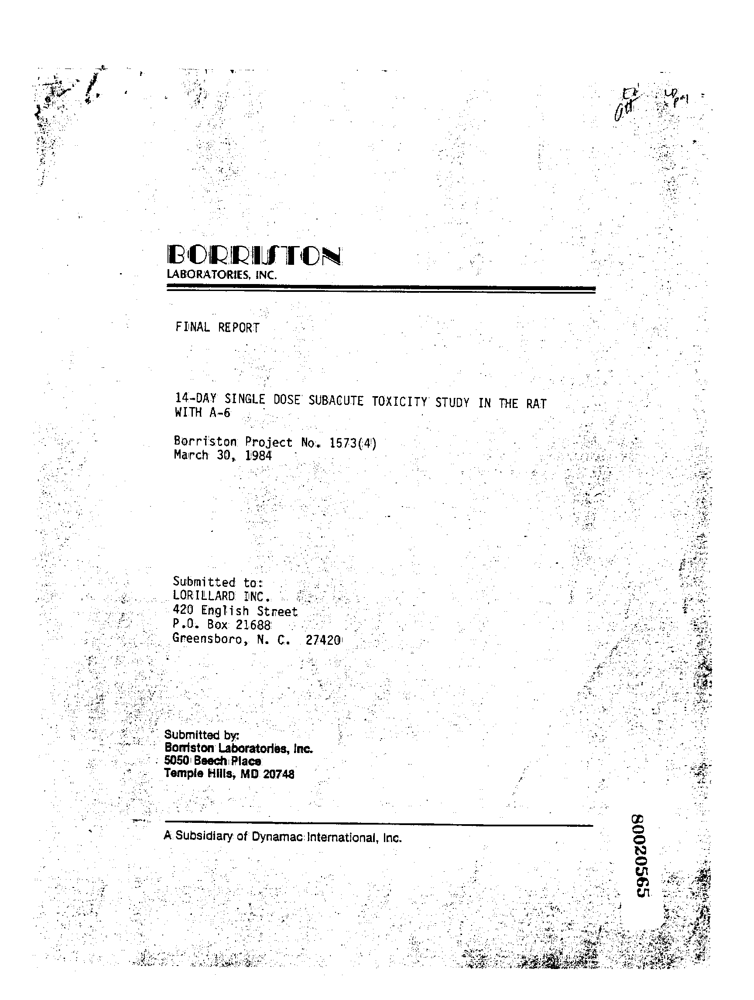 BORRISTON
LABORATORIES, INC.
FINAL REPORT
14-DAY SINGLE DOSE SUBACUTE TOXICITY STUDY IN THE RAT
WITH A-6
Borriston Project No. 1573(4)
March 30, 1984
Submitted to:
LORILLARD INC.
420 English Street
P.O. Box 21688
Greensboro, N. C. 27420
Submitted by:
Borriston Laboratories, Inc.
5050 Beech Place
Temple Hills, MD 20748
A Subsidiary of Dynamac International, Inc.
80020565